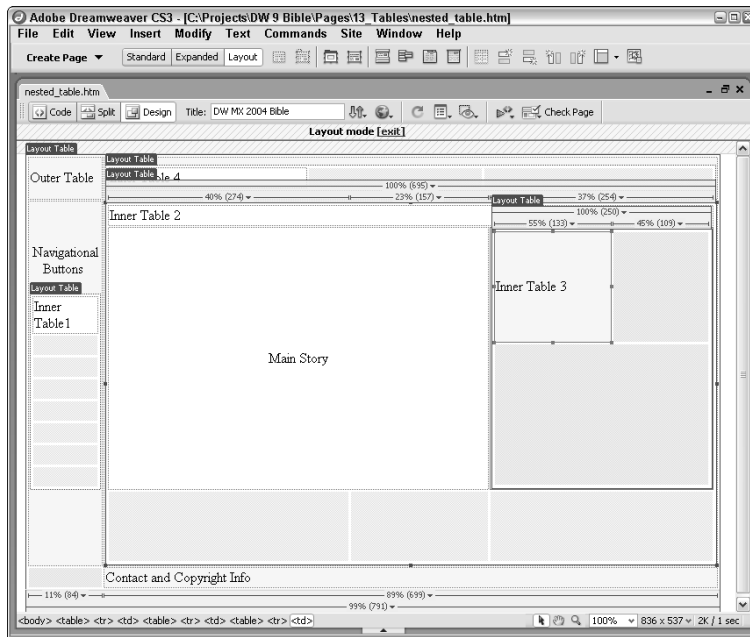 Adobe Dreamweaver CS3 - [C:\Projects\DW 9 Bible\Pages\13_Tables\nested_table.htm]
File Edit View Insert Modify Text Commands Site Window Help
Create Page Standard Expanded Layout
nested_table.htm
Code Split Design Title: DW MX 2004 Bible Check Page
Layout mode [exit]
Layout Table
Layout Table
Outer Table
Layout Table
ble 4
100% (695)
40% (274) 23% (157) 37% (254)
Layout Table
100% (250)
55% (133) 45% (109)
Inner Table 2
Navigational
Buttons
Layout Table
Inner
Table1
Inner Table 3
Main Story
Contact and Copyright Info
11% (84) 89% (699)
99% (791)
<body> <table> <tr> <td> <table> <tr> <td> <table> <tr> <td> 100% 836 x 537 2K / 1 sec